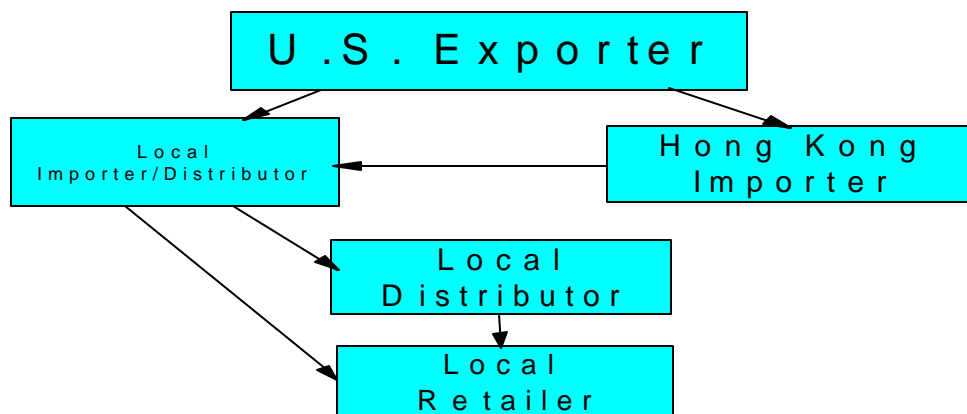 U.S. Exporter
Local
Importer/Distributor
Hong Kong
Importer
Local
Distributor
Local
Retailer